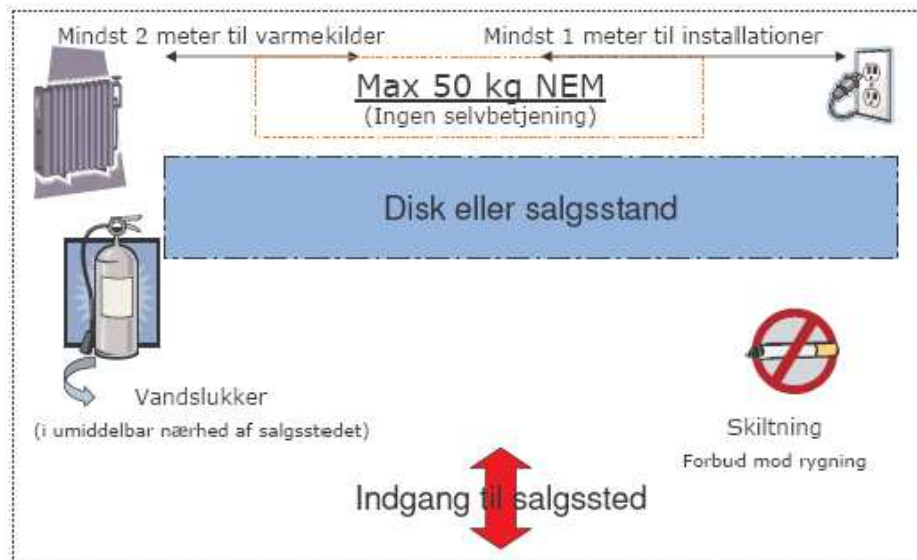 Mindst 2 meter til varmekilder
Mindst 1 meter til installationer
Max 50 kg NEM
(Ingen selvbetjening)
Disk eller salgsstand
Vandslukker
(i umiddelbar nærhed af salgsstedet)
Skiltning
Forbud mod rygning
Indgang til salgssted